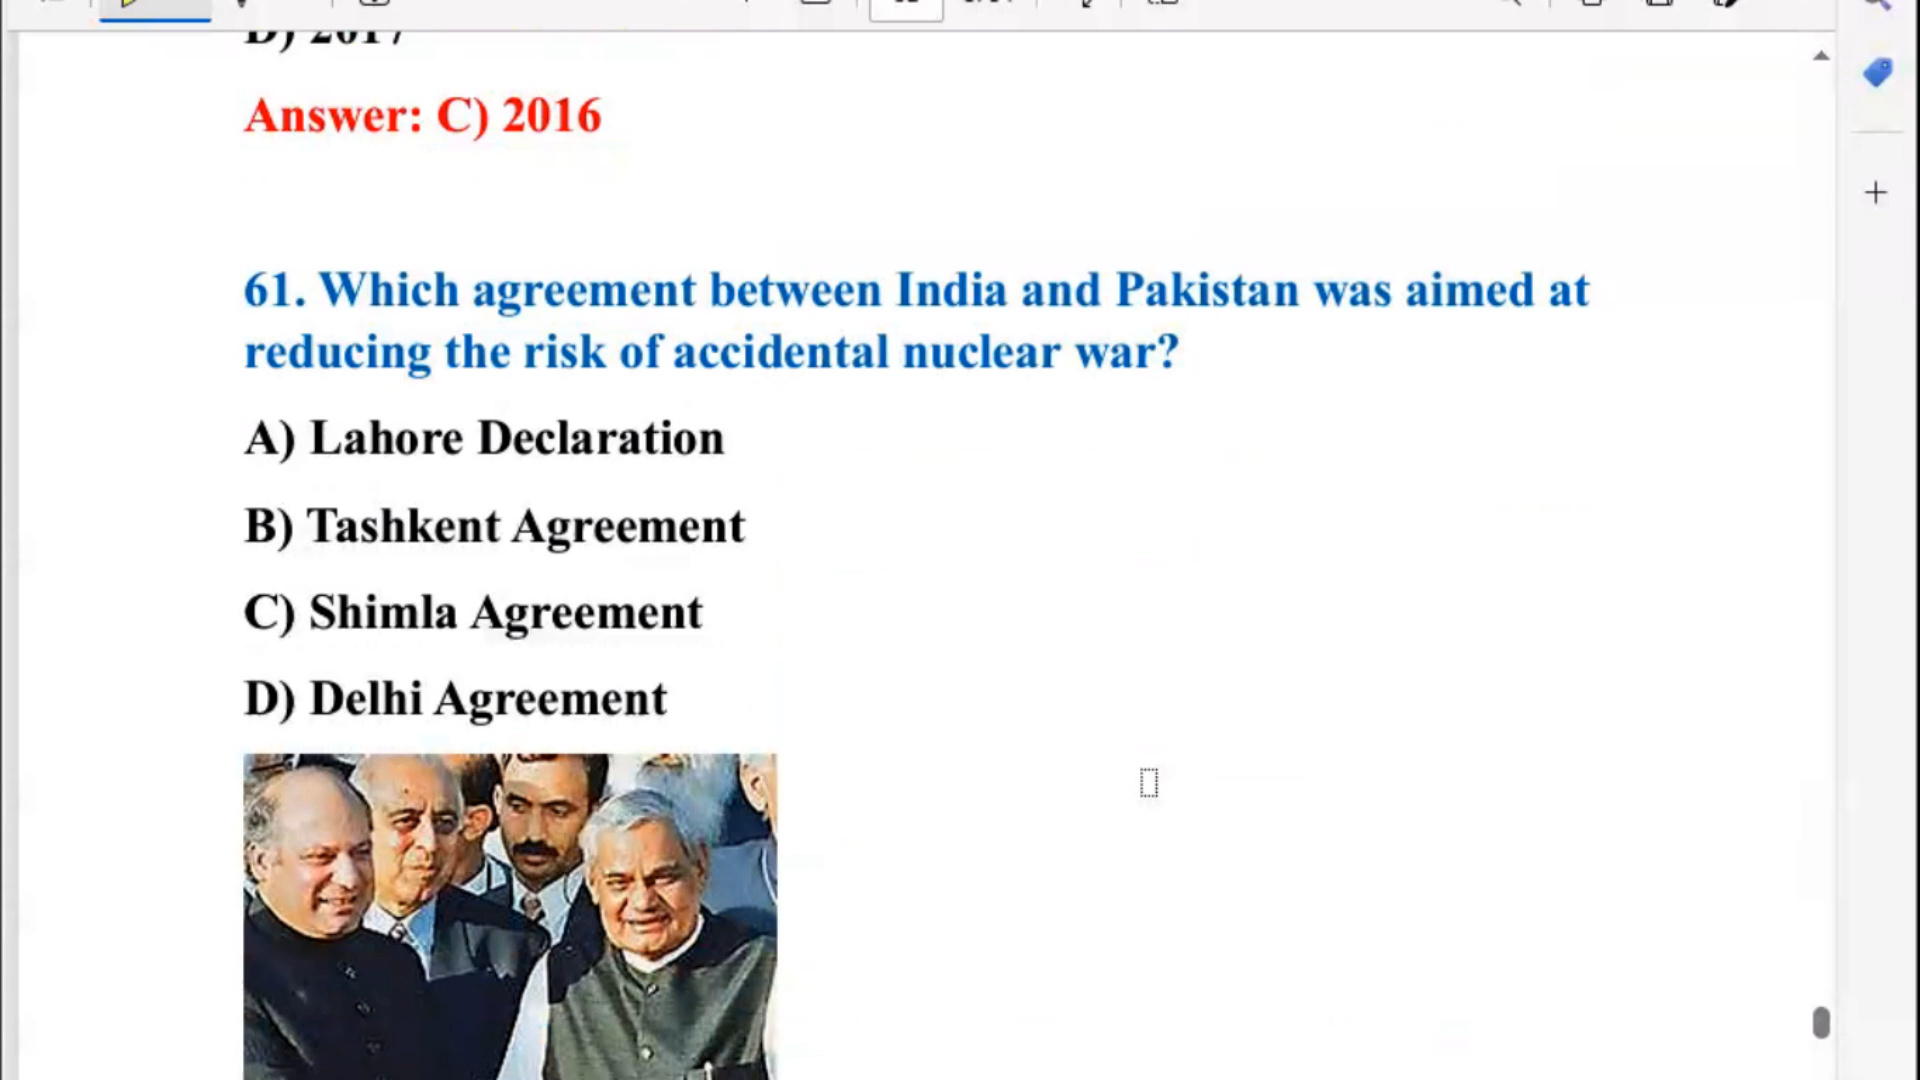 D) 2017
Answer: C) 2016
61. Which agreement between India and Pakistan was aimed at
reducing the risk of accidental nuclear war?
A) Lahore Declaration
B) Tashkent Agreement
C) Shimla Agreement
D) Delhi Agreement